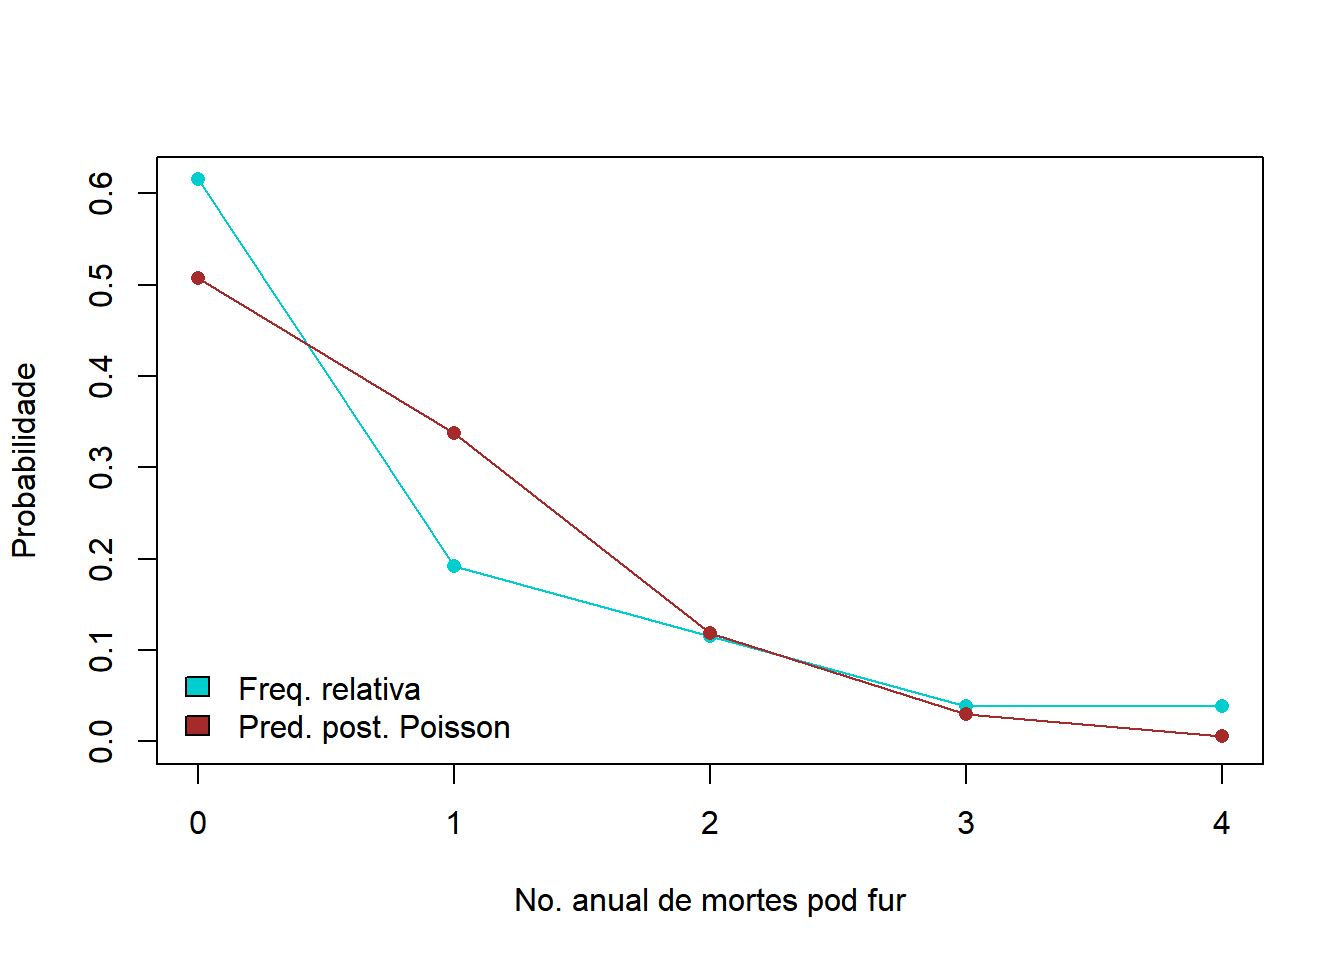 Probabilidade
0.6
0.5
0.4
0.3
0.2
0.1
0.0
Freq. relativa
Pred. post. Poisson
0 1 2 3 4
No. anual de mortes pod fur